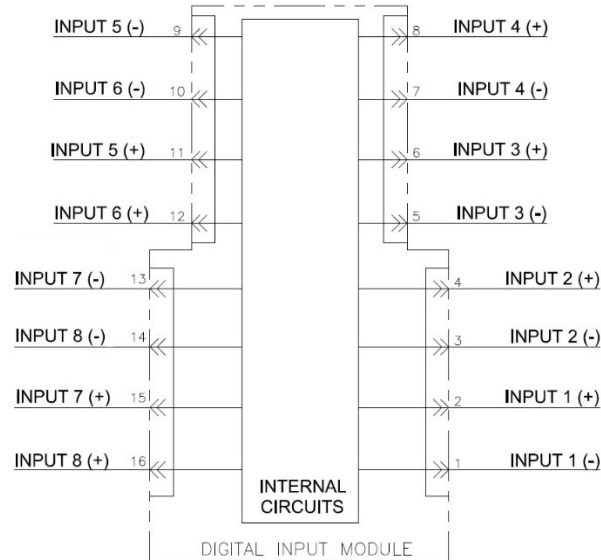 INPUT 5 (-) 9 8 INPUT 4 (+)
INPUT 6 (-) 10 7 INPUT 4 (-)
INPUT 5 (+) 11 6 INPUT 3 (+)
INPUT 6 (+) 12 5 INPUT 3 (-)
INPUT 7 (-) 13 4 INPUT 2 (+)
INPUT 8 (-) 14 3 INPUT 2 (-)
INPUT 7 (+) 15 2 INPUT 1 (+)
INPUT 8 (+) 16 1 INPUT 1 (-)
INTERNAL
CIRCUITS
DIGITAL INPUT MODULE